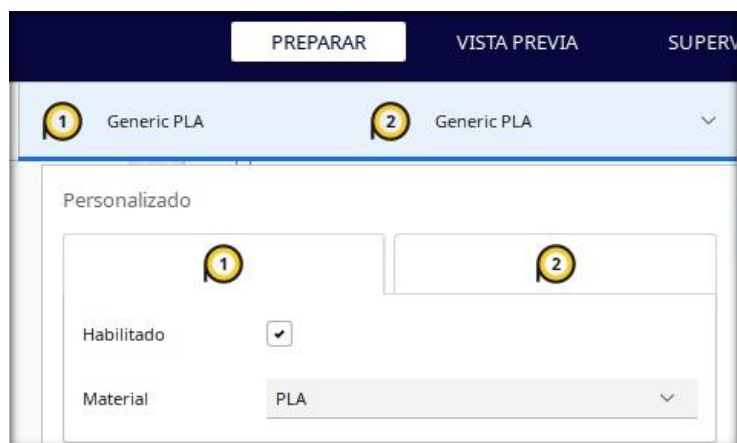 PREPARAR VISTA PREVIA SUPERV
1 Generic PLA 2 Generic PLA
Personalizado
1 2
Habilitado
Material PLA